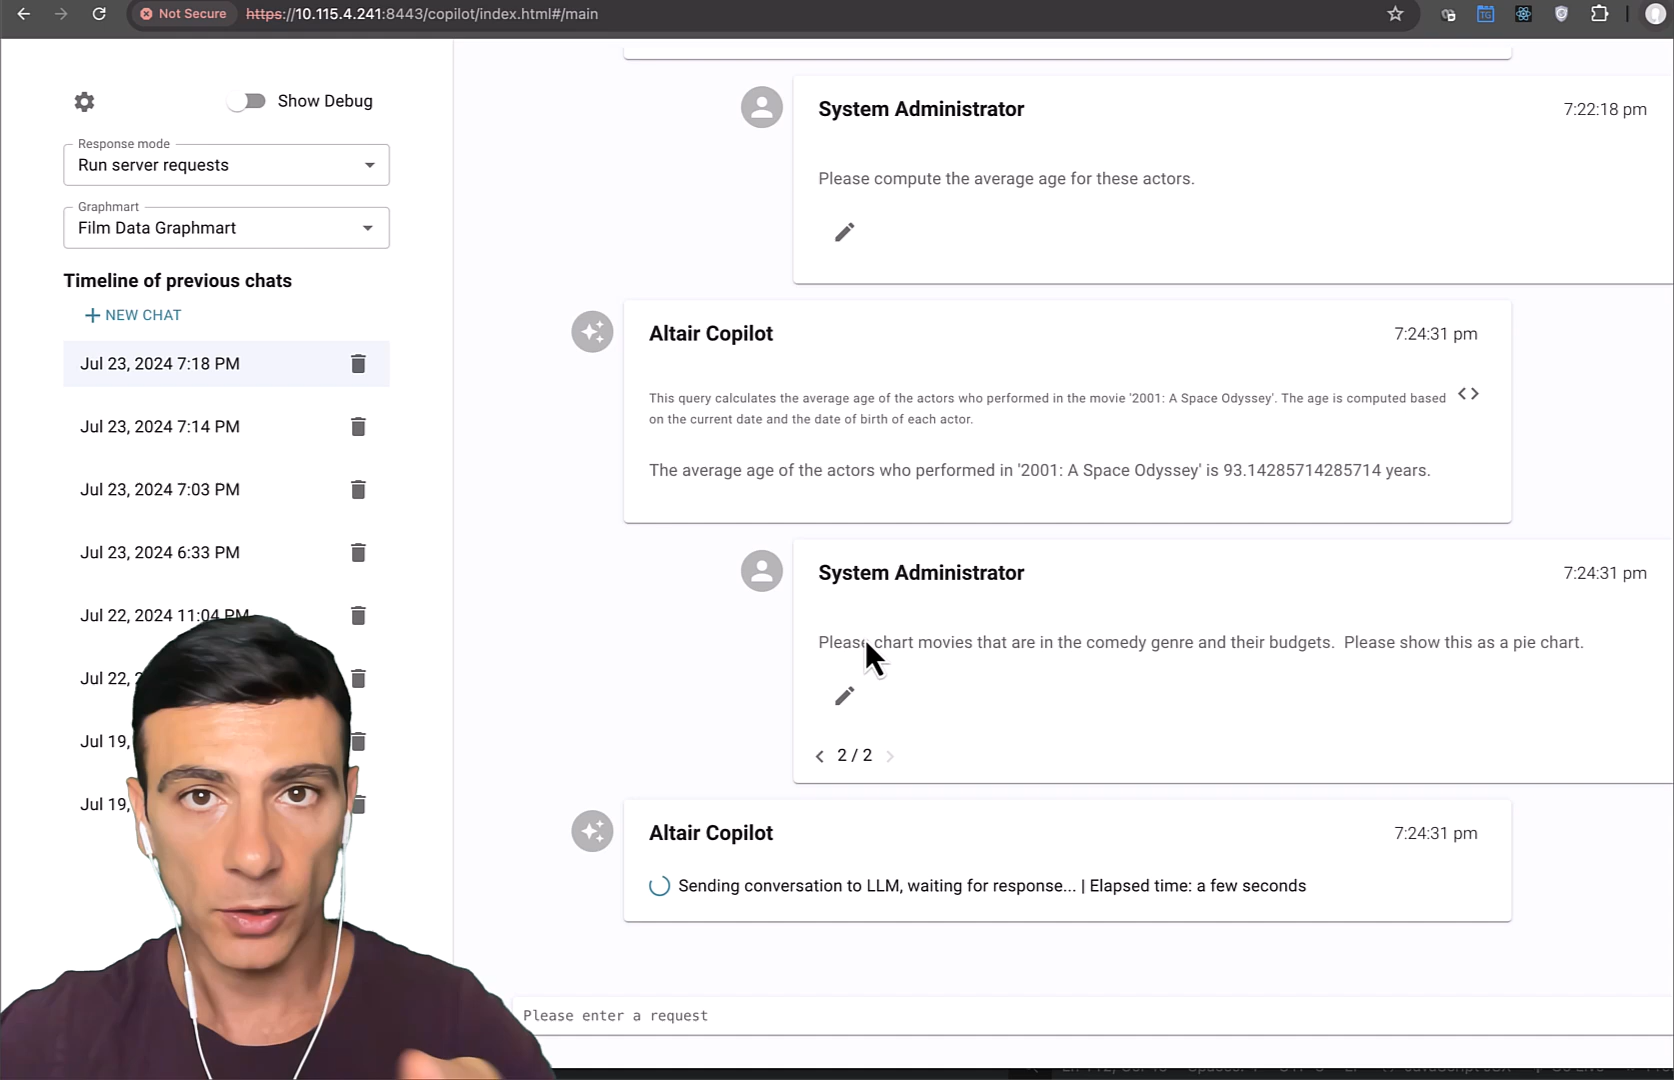 Not Secure https://10.115.4.241:8443/copilot/index.html#/main
TG
Show Debug
Response mode
Run server requests
Graphmart
Film Data Graphmart
Timeline of previous chats
+ NEW CHAT
Jul 23, 2024 7:18 PM
Jul 23, 2024 7:14 PM
Jul 23, 2024 7:03 PM
Jul 23, 2024 6:33 PM
Jul 22, 2024 11:04 PM
Jul 22, 2
Jul 19,
Jul 19,
System Administrator
7:22:18 pm
Please compute the average age for these actors.
Altair Copilot
7:24:31 pm
This query calculates the average age of the actors who performed in the movie '2001: A Space Odyssey'. The age is computed based
on the current date and the date of birth of each actor.
The average age of the actors who performed in '2001: A Space Odyssey' is 93.14285714285714 years.
System Administrator
7:24:31 pm
Please chart movies that are in the comedy genre and their budgets. Please show this as a pie chart.
2 / 2
Altair Copilot
7:24:31 pm
Sending conversation to LLM, waiting for response... | Elapsed time: a few seconds
Please enter a request